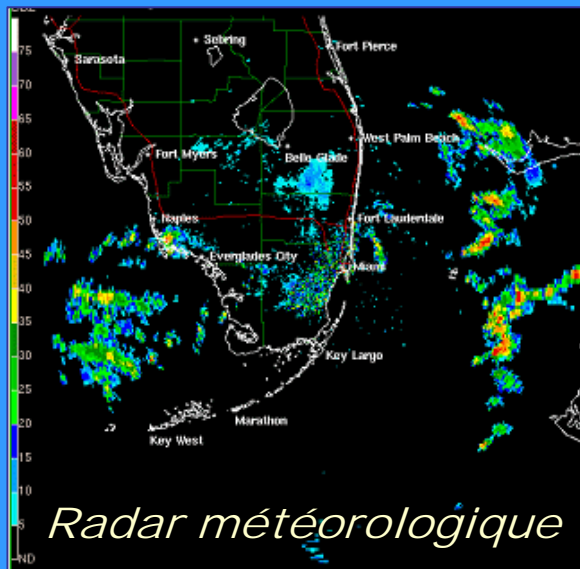 DBZ
Sebring
Fort Pierce
75
Sarasota
70
65
West Palm Beach
60
Fort Myers
Belle Glade
55
50
Naples
Fort Lauderdale
45
Everglades City
Miami
40
35
Key Largo
30
25
Marathon
20
Key West
15
10
5
Radar météorologique
ND